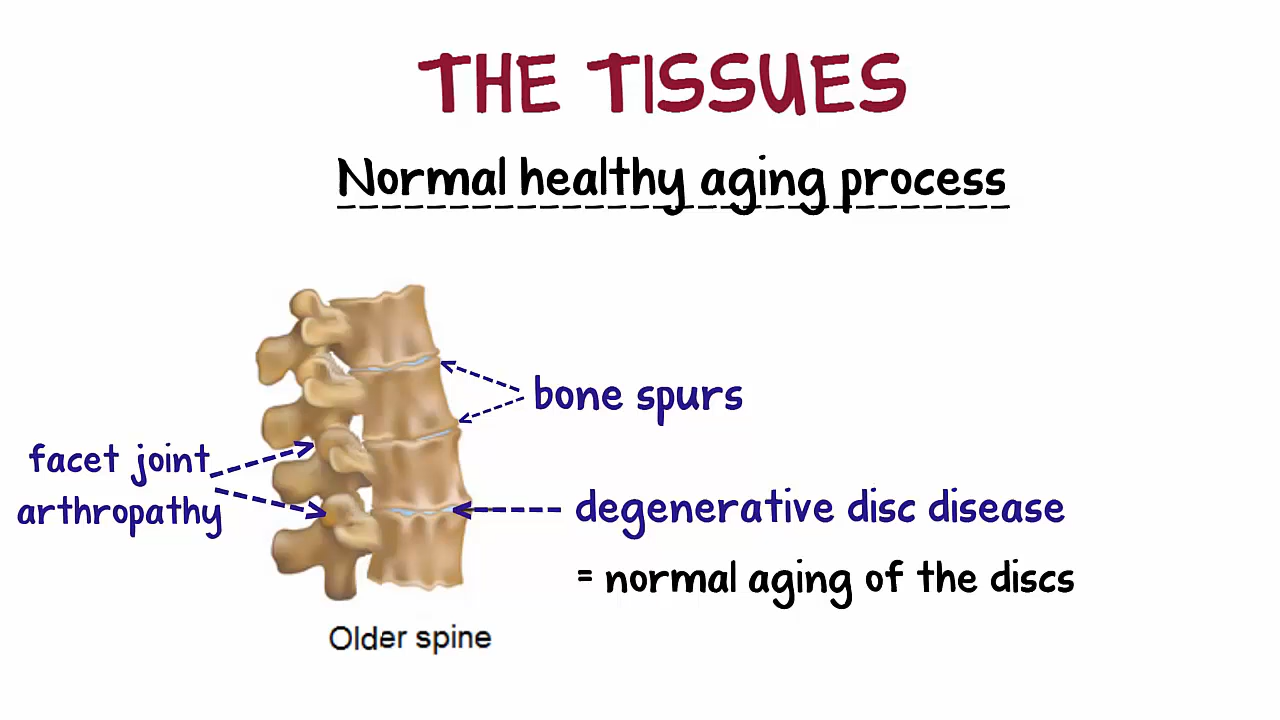 THE TISSUES
Normal healthy aging process
bone spurs
facet joint
arthropathy
degenerative disc disease
= normal aging of the discs
Older spine